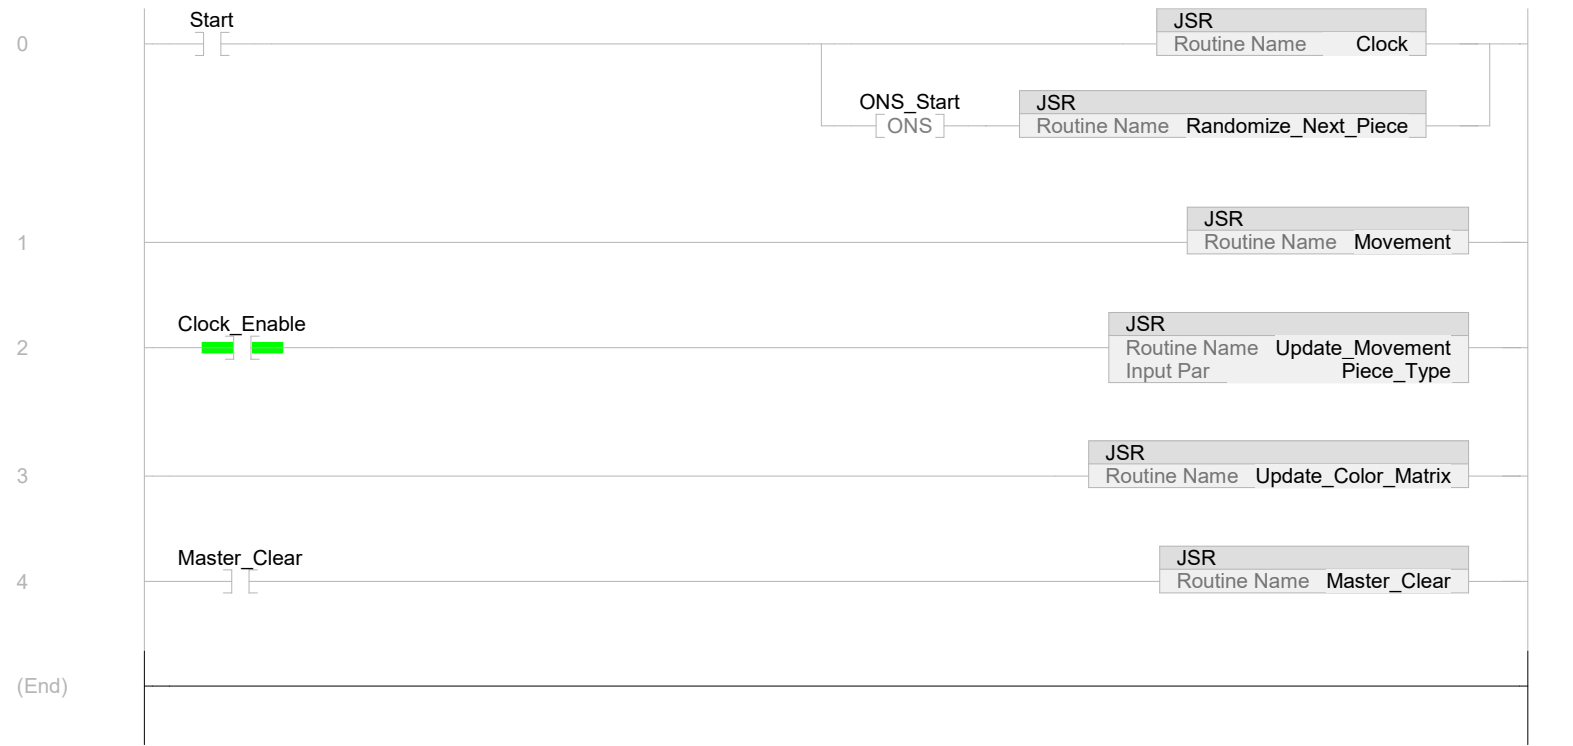 Start
JSR
0
Routine Name Clock
ONS_Start
JSR
ONS
Routine Name Randomize_Next_Piece
JSR
1
Routine Name Movement
Clock_Enable
JSR
2
Routine Name Update_Movement
Input Par Piece_Type
JSR
3
Routine Name Update_Color_Matrix
Master_Clear
JSR
4
Routine Name Master_Clear
(End)